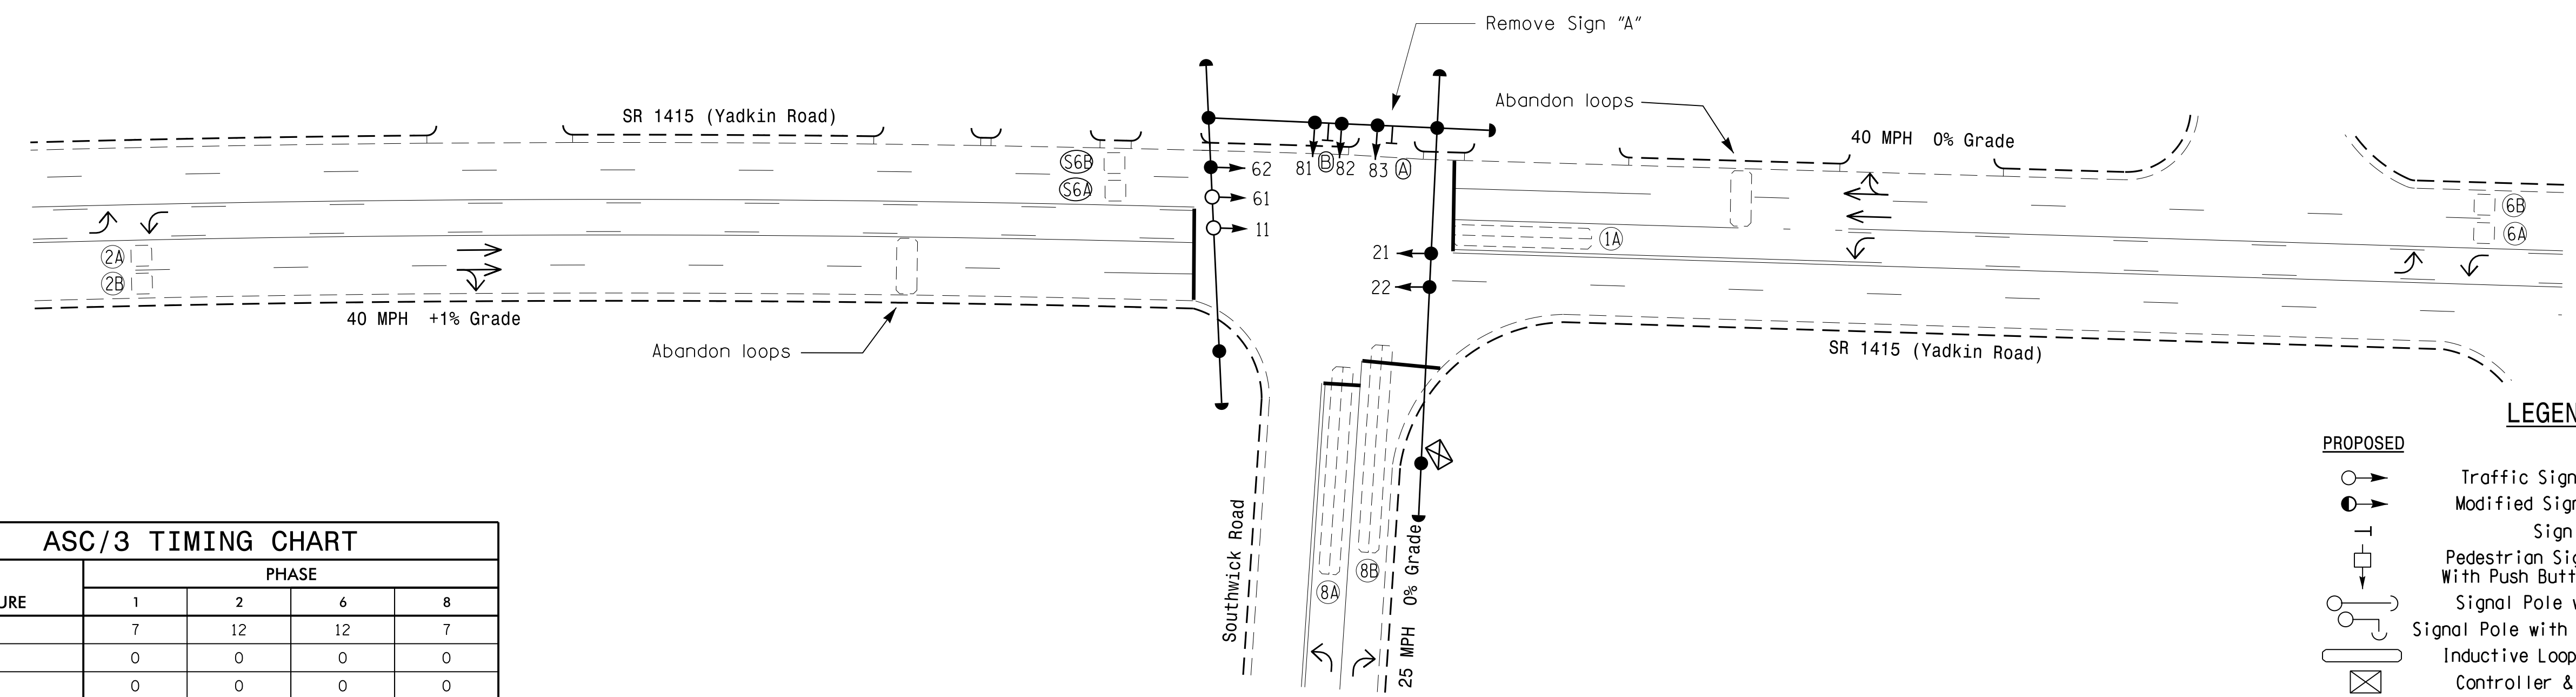 Remove Sign "A"
Abandon loops
SR 1415 (Yadkin Road)
40 MPH 0% Grade
S6B
S6A
62
61
11
81
B
82
83
A
1A
21
22
6B
6A
2A
2B
40 MPH +1% Grade
Abandon loops
SR 1415 (Yadkin Road)
8A
8B
Southwick Road
25 MPH 0% Grade
ASC/3 TIMING CHART
PHASE
URE 1 2 6 8
7 12 12 7
0 0 0 0
0 0 0 0
LEGEN
PROPOSED
Traffic Sign
Modified Sign
Sign
Pedestrian Sig
With Push Butt
Signal Pole w
Signal Pole with
Inductive Loop
Controller &